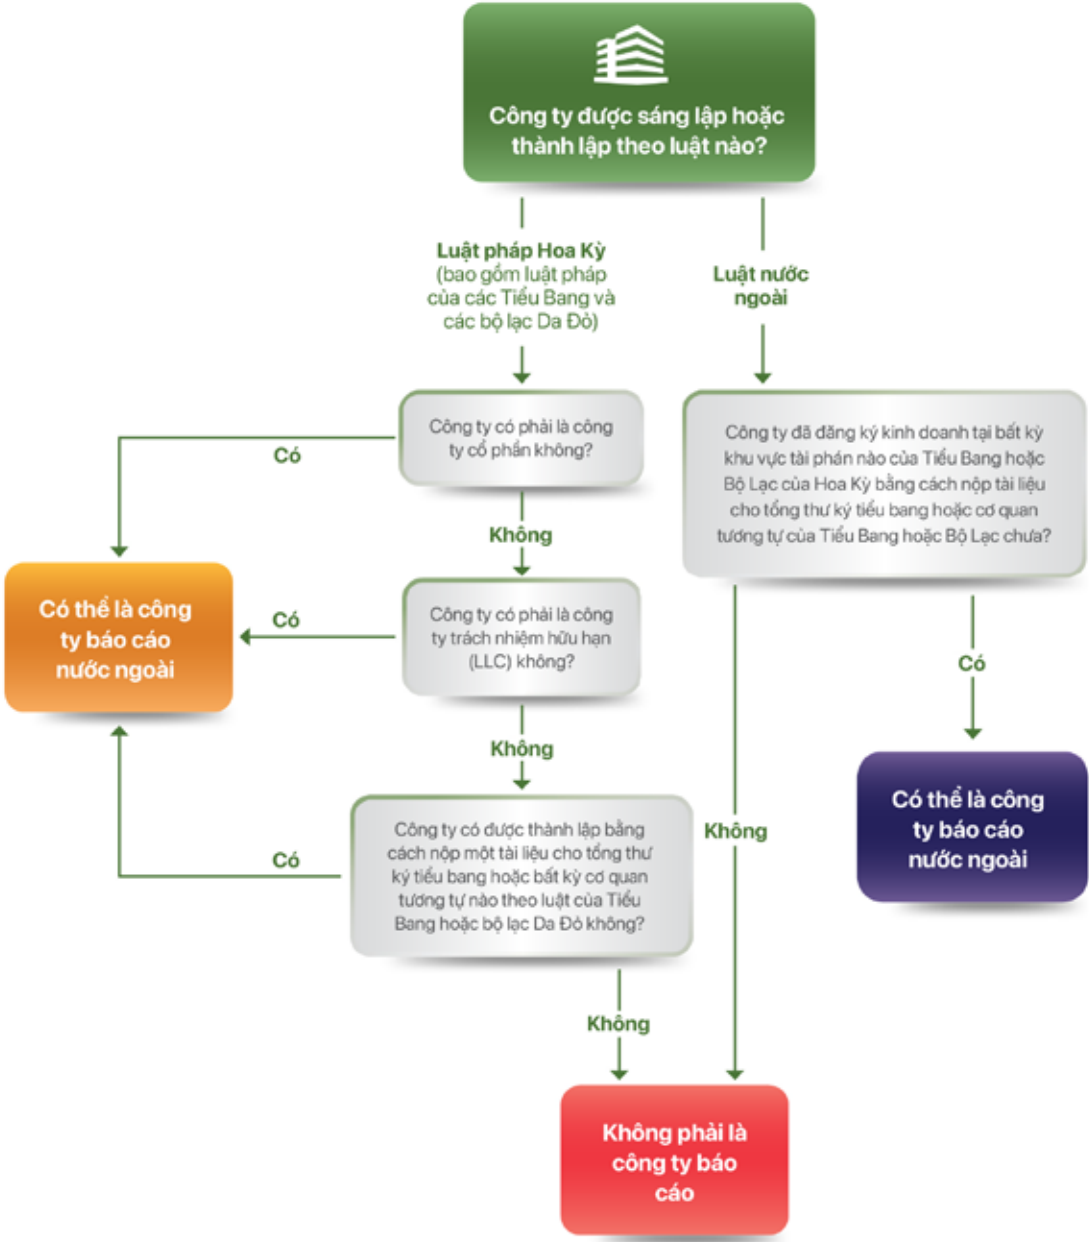 Công ty được sáng lập hoặc
thành lập theo luật nào?
Luật pháp Hoa Kỳ
(bao gồm luật pháp
của các Tiểu Bang và
các bộ lạc Da Đỏ)
Luật nước
ngoài
Công ty có phải là công
ty cổ phần không?
Có
Không
Công ty đã đăng ký kinh doanh tại bất kỳ
khu vực tài phán nào của Tiểu Bang hoặc
Bộ Lạc của Hoa Kỳ bằng cách nộp tài liệu
cho tổng thư ký tiểu bang hoặc cơ quan
tương tự của Tiểu Bang hoặc Bộ Lạc chưa?
Có thể là công
ty báo cáo
nước ngoài
Có
Công ty có phải là công
ty trách nhiệm hữu hạn
(LLC) không?
Không
Có
Có thể là công
ty báo cáo
nước ngoài
Công ty có được thành lập bằng
cách nộp một tài liệu cho tổng thư
ký tiểu bang hoặc bất kỳ cơ quan
tương tự nào theo luật của Tiểu
Bang hoặc bộ lạc Da Đỏ không?
Có
Không
Không
Không phải là
công ty báo
cáo